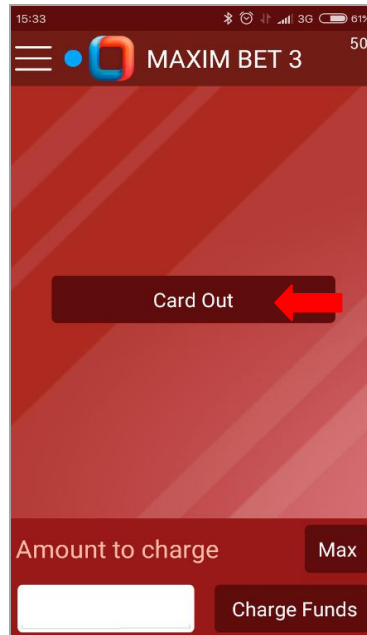 15:33 3G 61%
MAXIM BET 3 50
Card Out
Amount to charge Max
Charge Funds